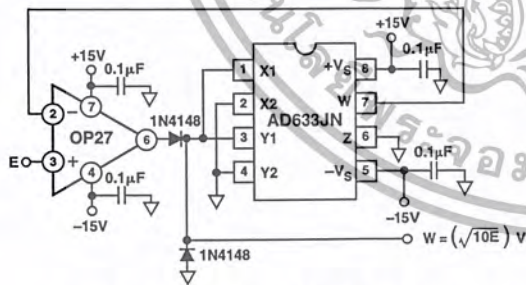 +15V
0.1µF
2
7
−
OP27
6
E
3
+
4
0.1µF
−15V
1N4148
1N4148
1 X1
2 X2
3 Y1
4 Y2
AD633JN
+VS 8
W 7
Z 6
−VS 5
+15V
0.1µF
0.1µF
−15V
W = (√10E) V